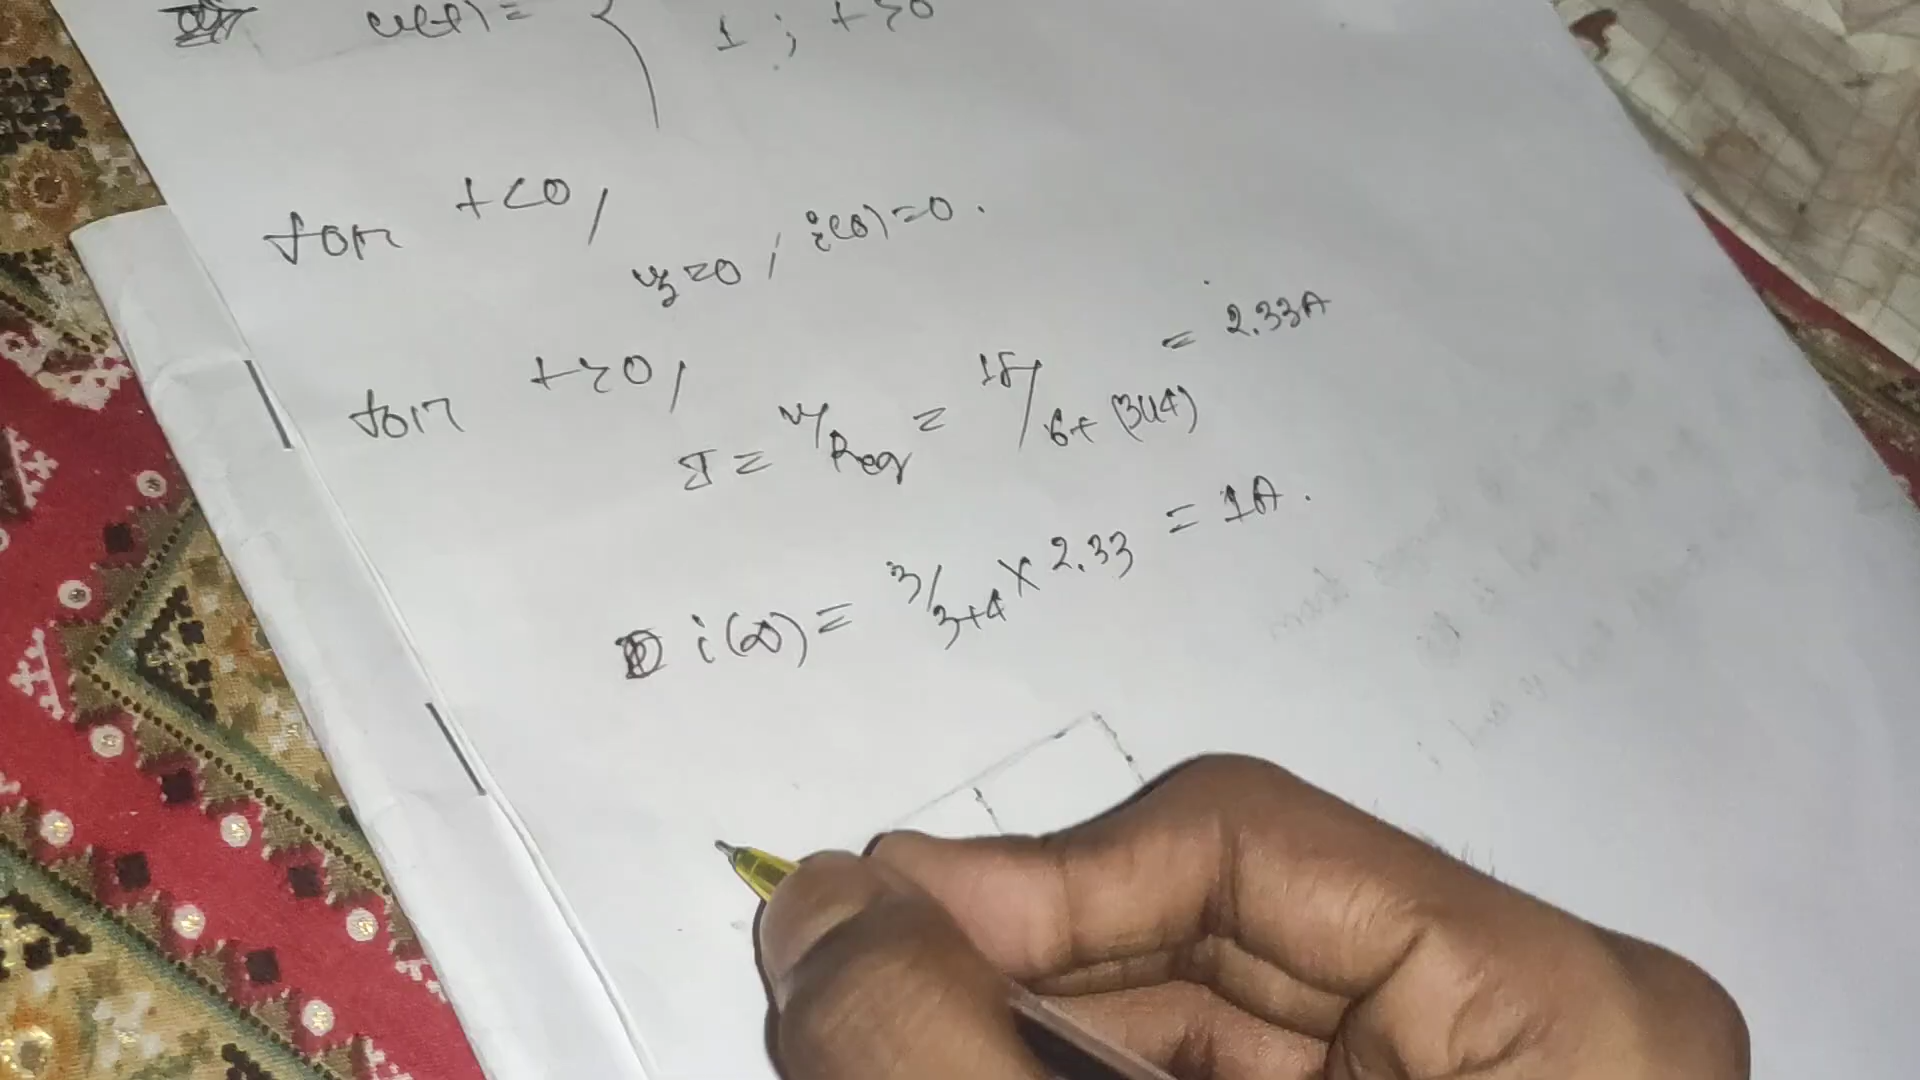 u(t) = { 1 ; t>0
for t<0,
v=0, i(0)=0.
for t>0,
I = v/Req = 18/6+(3||4) = 2.33A
i(∞) = 3/3+4 × 2.33 = 1A.